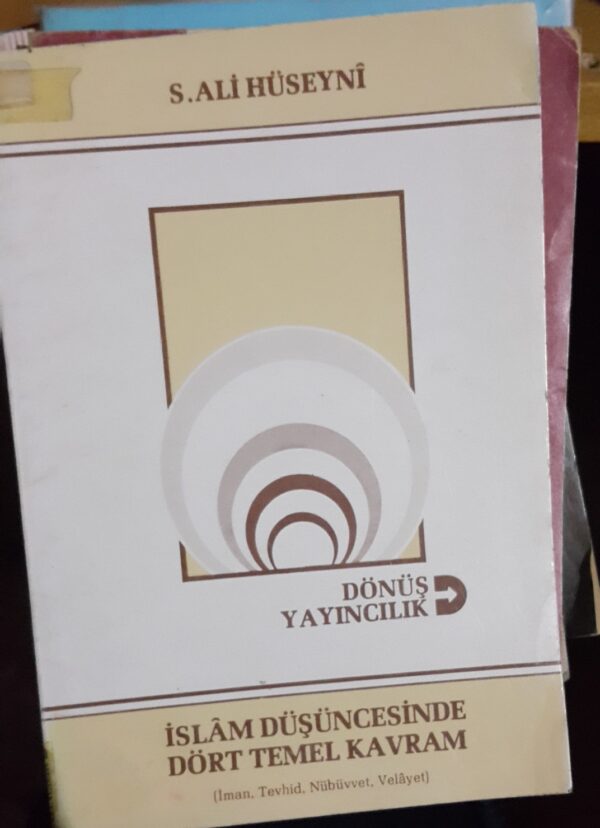 S.ALİ HÜSEYNÎ
DÖNÜŞ
YAYINCILIK
İSLÂM DÜŞÜNCESİNDE
DÖRT TEMEL KAVRAM
(İman, Tevhid, Nübüvvet, Velâyet)